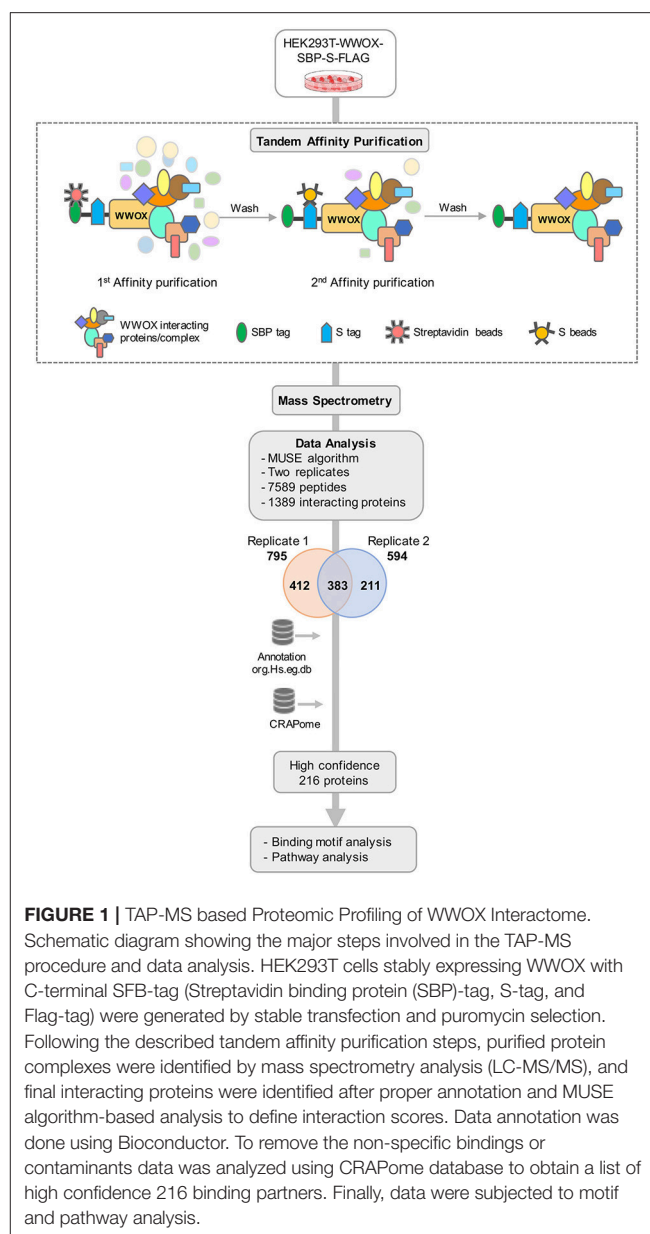 HEK293T-WWOX-
SBP-S-FLAG
Tandem Affinity Purification
WWOX
Wash
WWOX
Wash
WWOX
1st Affinity purification
2nd Affinity purification
WWOX interacting
proteins/complex
SBP tag
S tag
Streptavidin beads
S beads
Mass Spectrometry
Data Analysis
- MUSE algorithm
- Two replicates
- 7589 peptides
- 1389 interacting proteins
Replicate 1
795
Replicate 2
594
412
383
211
Annotation
org.Hs.eg.db
CRAPome
High confidence
216 proteins
- Binding motif analysis
- Pathway analysis
FIGURE 1 | TAP-MS based Proteomic Profiling of WWOX Interactome.
Schematic diagram showing the major steps involved in the TAP-MS
procedure and data analysis. HEK293T cells stably expressing WWOX with
C-terminal SFB-tag (Streptavidin binding protein (SBP)-tag, S-tag, and
Flag-tag) were generated by stable transfection and puromycin selection.
Following the described tandem affinity purification steps, purified protein
complexes were identified by mass spectrometry analysis (LC-MS/MS), and
final interacting proteins were identified after proper annotation and MUSE
algorithm-based analysis to define interaction scores. Data annotation was
done using Bioconductor. To remove the non-specific bindings or
contaminants data was analyzed using CRAPome database to obtain a list of
high confidence 216 binding partners. Finally, data were subjected to motif
and pathway analysis.